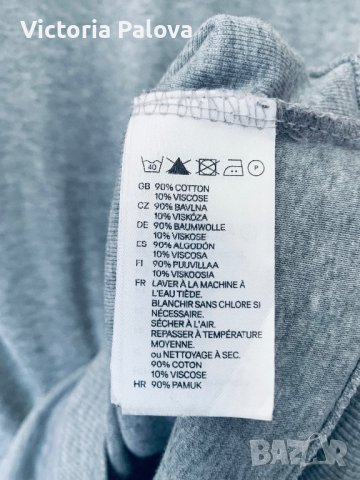 Victoria Palova
40
P
GB 90% COTTON
10% VISCOSE
CZ 90% BAVLNA
10% VISKÓZA
DE 90% BAUMWOLLE
10% VISKOSE
ES 90% ALGODÓN
10% VISCOSA
FI 90% PUUVILLAA
10% VISKOOSIA
FR LAVER À LA MACHINE À
L'EAU TIÈDE.
BLANCHIR SANS CHLORE SI
NÉCESSAIRE.
SÉCHER À L'AIR.
REPASSER À TEMPÉRATURE
MOYENNE.
ou NETTOYAGE À SEC.
90% COTON
10% VISCOSE
HR 90% PAMUK
BAZAR
bg